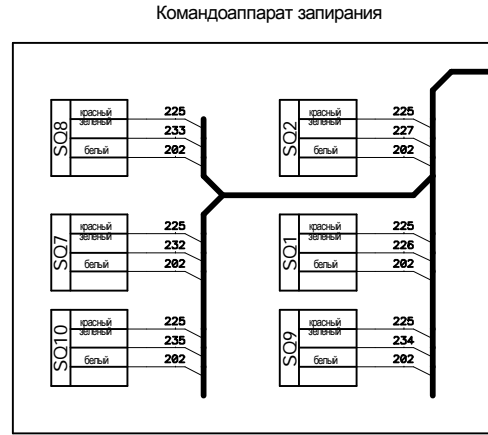 Командоаппарат запирания
SQ8
красный 225
зеленый 233
белый 202
SQ2
красный 225
зеленый 227
белый 202
SQ7
красный 225
зеленый 232
белый 202
SQ1
красный 225
зеленый 226
белый 202
SQ10
красный 225
зеленый 235
белый 202
SQ9
красный 225
зеленый 234
белый 202